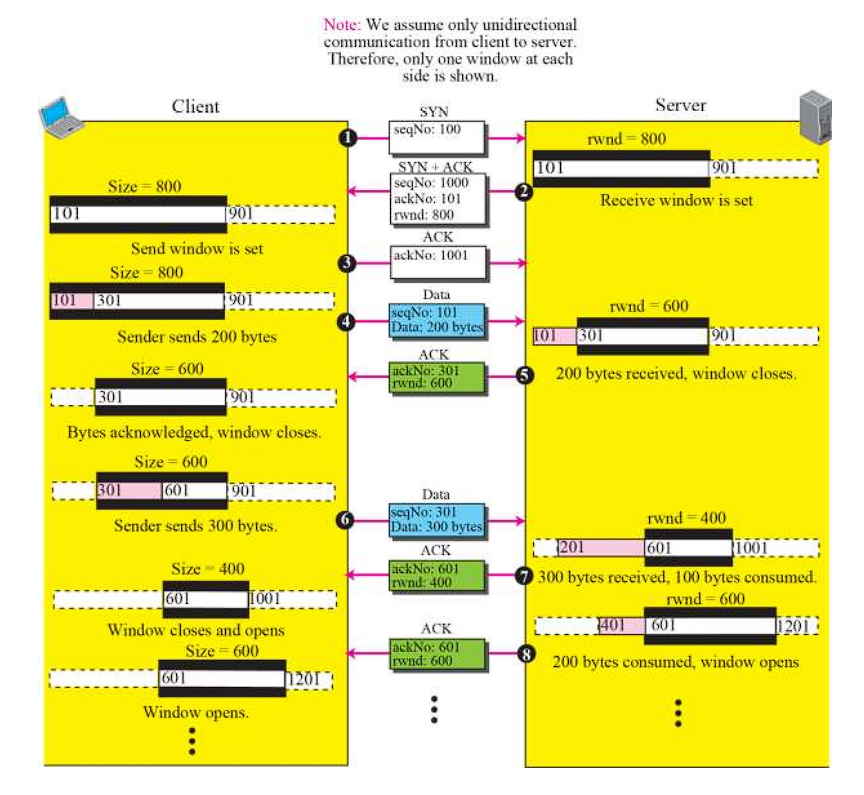 Note: We assume only unidirectional
communication from client to server.
Therefore, only one window at each
side is shown.
Client
Server
SYN
1
seqNo: 100
rwnd = 800
101
901
Receive window is set
SYN + ACK
2
seqNo: 1000
ackNo: 101
rwnd: 800
Size = 800
101
901
Send window is set
ACK
3
ackNo: 1001
Size = 800
101
301
901
Sender sends 200 bytes
Data
4
seqNo: 101
Data: 200 bytes
rwnd = 600
101
301
901
200 bytes received, window closes.
ACK
5
ackNo: 301
rwnd: 600
Size = 600
301
901
Bytes acknowledged, window closes.
Size = 600
301
601
901
Sender sends 300 bytes.
Data
6
seqNo: 301
Data: 300 bytes
rwnd = 400
201
601
1001
300 bytes received, 100 bytes consumed.
ACK
7
ackNo: 601
rwnd: 400
Size = 400
601
1001
Window closes and opens
rwnd = 600
401
601
1201
200 bytes consumed, window opens
ACK
8
ackNo: 601
rwnd: 600
Size = 600
601
1201
Window opens.